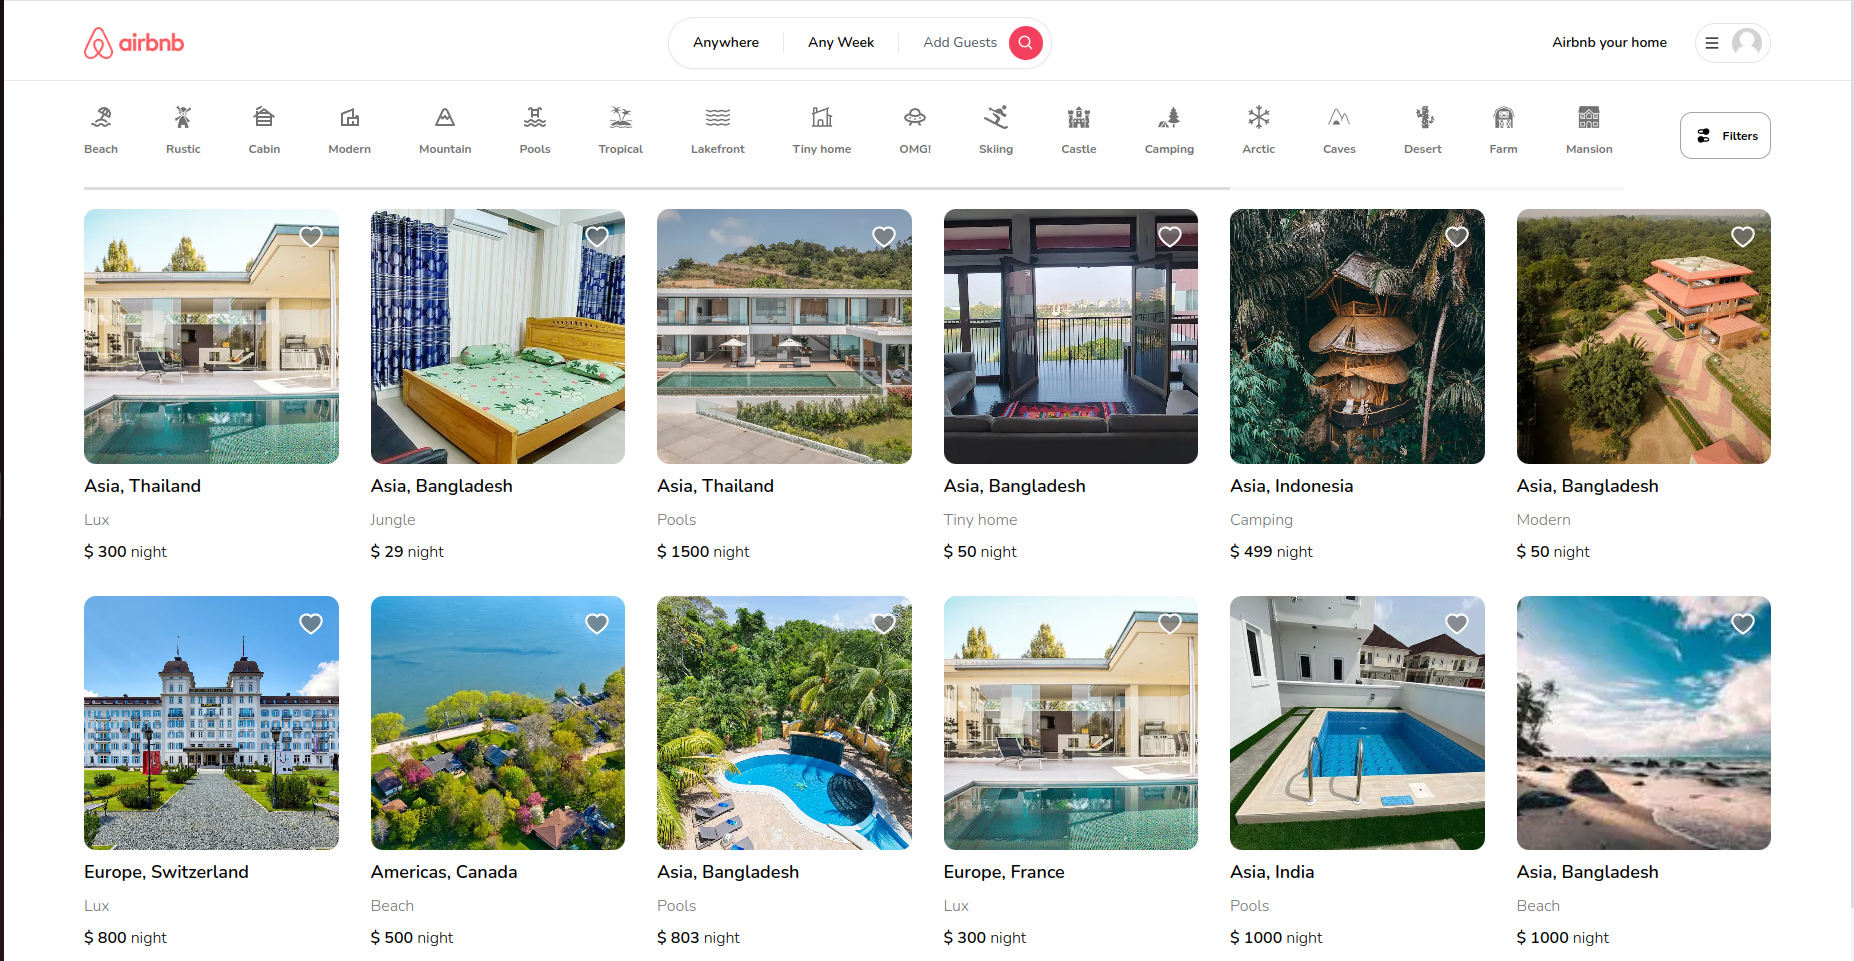 airbnb
Anywhere Any Week Add Guests
Airbnb your home
Beach Rustic Cabin Modern Mountain Pools Tropical Lakefront Tiny home OMG! Skiing Castle Camping Arctic Caves Desert Farm Mansion
Filters
Asia, Thailand
Lux
$ 300 night
Asia, Bangladesh
Jungle
$ 29 night
Asia, Thailand
Pools
$ 1500 night
Asia, Bangladesh
Tiny home
$ 50 night
Asia, Indonesia
Camping
$ 499 night
Asia, Bangladesh
Modern
$ 50 night
Europe, Switzerland
Lux
$ 800 night
Americas, Canada
Beach
$ 500 night
Asia, Bangladesh
Pools
$ 803 night
Europe, France
Lux
$ 300 night
Asia, India
Pools
$ 1000 night
Asia, Bangladesh
Beach
$ 1000 night